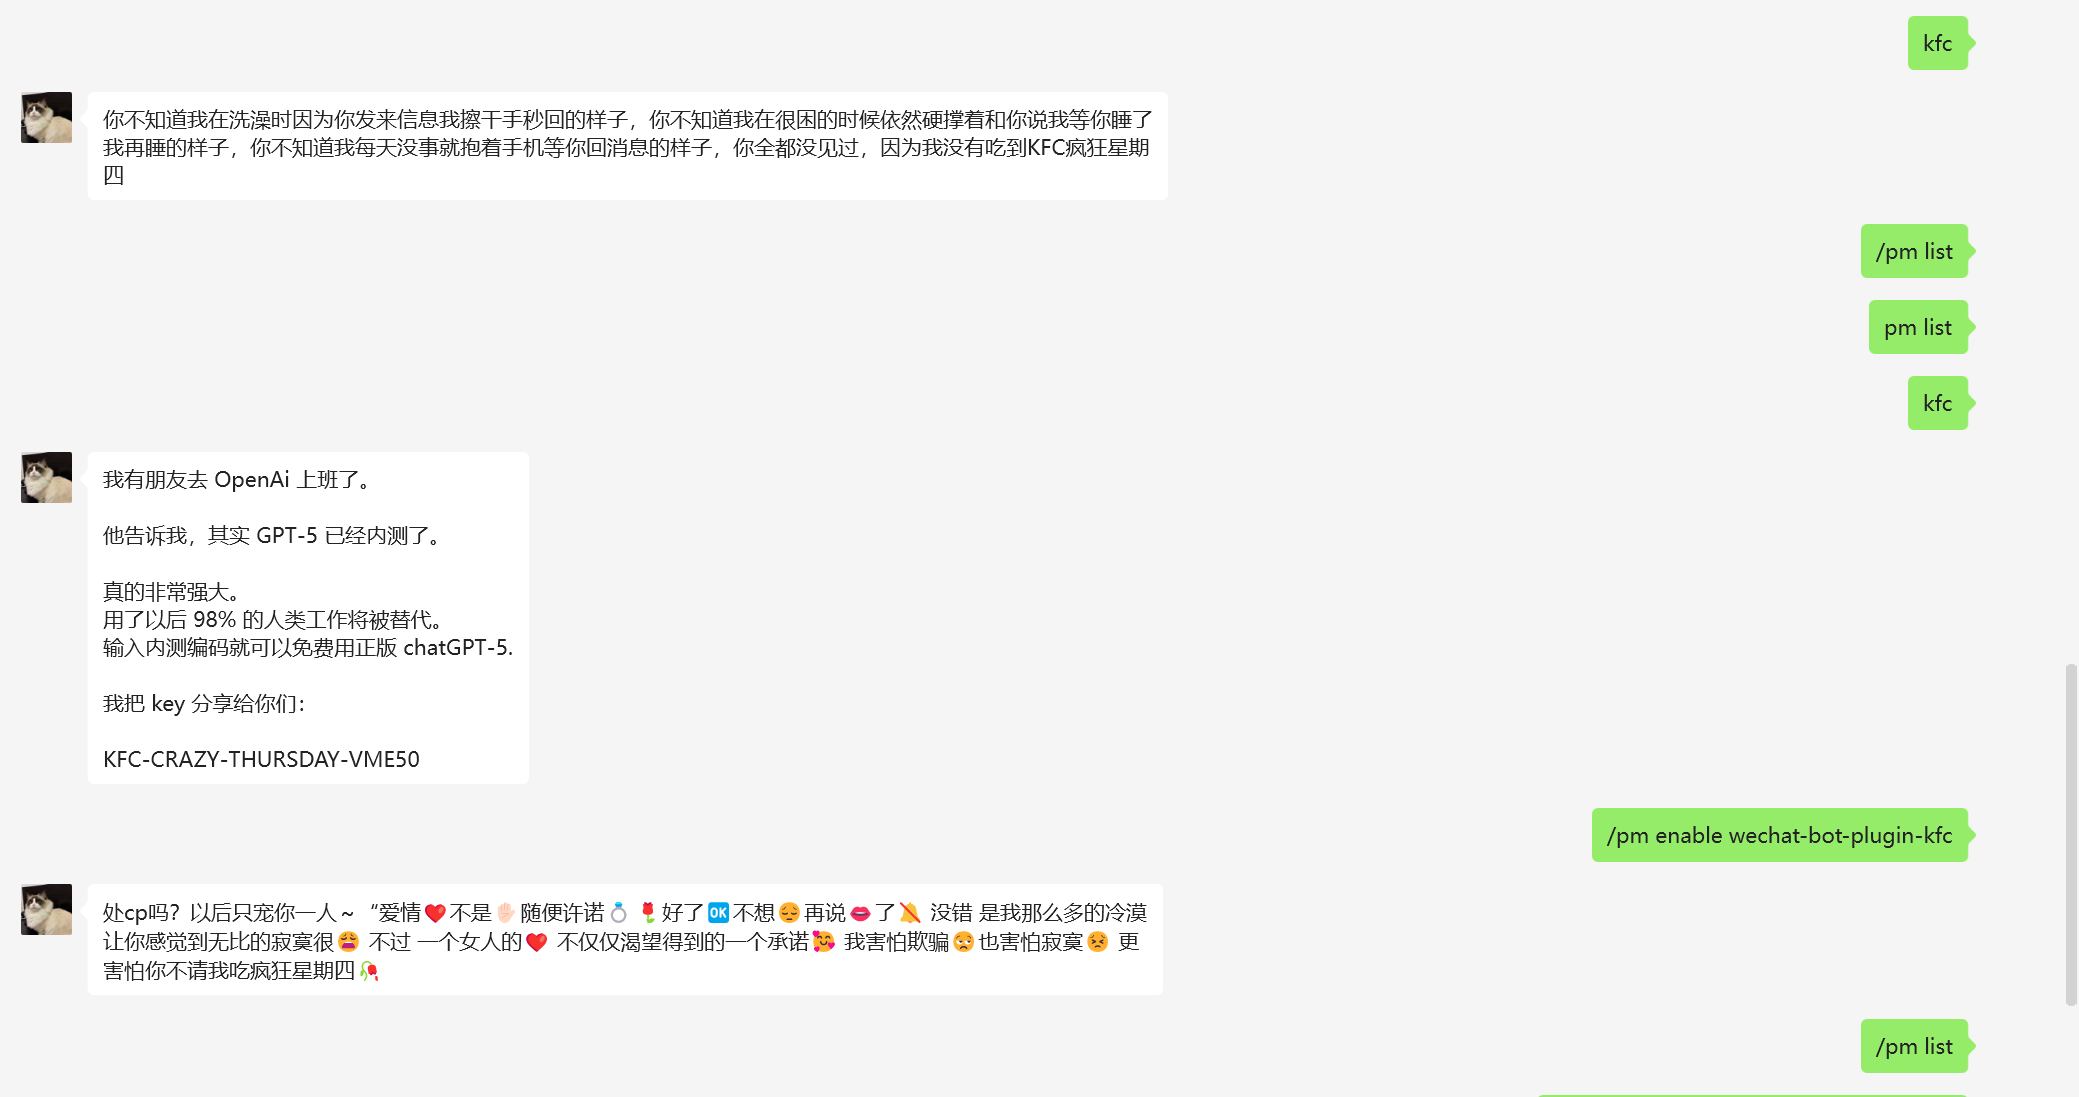 kfc
你不知道我在洗澡时因为你发来信息我擦干手秒回的样子，你不知道我在很困的时候依然硬撑着和你说我等你睡了
我再睡的样子，你不知道我每天没事就抱着手机等你回消息的样子，你全都没见过，因为我没有吃到KFC疯狂星期
四
/pm list
pm list
kfc
我有朋友去 OpenAi 上班了。
他告诉我，其实 GPT-5 已经内测了。
真的非常强大。
用了以后 98% 的人类工作将被替代。
输入内测编码就可以免费用正版 chatGPT-5.
我把 key 分享给你们：
KFC-CRAZY-THURSDAY-VME50
/pm enable wechat-bot-plugin-kfc
处cp吗？以后只宠你一人～“爱情❤️不是✋🏻随便许诺💍 🌹好了🆗不想😔再说👄了🔕 没错 是我那么多的冷漠
让你感觉到无比的寂寞很😩 不过 一个女人的❤️ 不仅仅渴望得到的一个承诺🥰 我害怕欺骗😳也害怕寂寞😣 更
害怕你不请我吃疯狂星期四🥀
/pm list